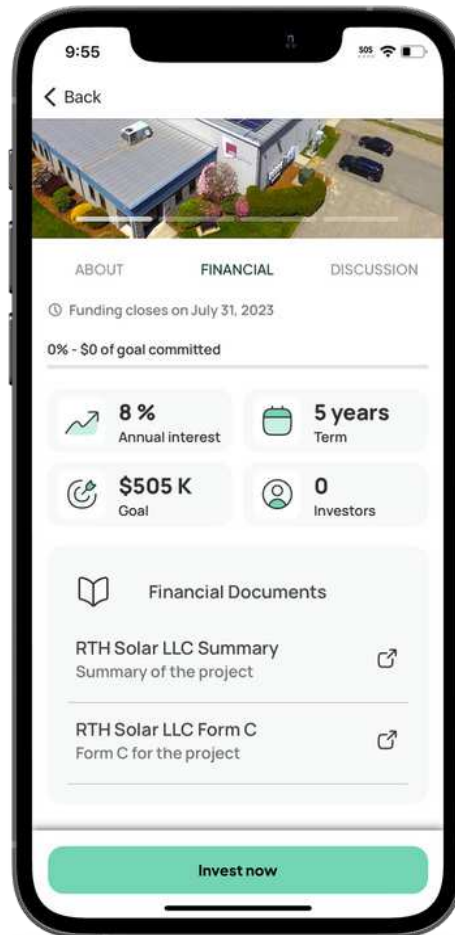 9:55
SOS
Back
ABOUT FINANCIAL DISCUSSION
Funding closes on July 31, 2023
0% - $0 of goal committed
8 %
Annual interest
5 years
Term
$505 K
Goal
0
Investors
Financial Documents
RTH Solar LLC Summary
Summary of the project
RTH Solar LLC Form C
Form C for the project
Invest now